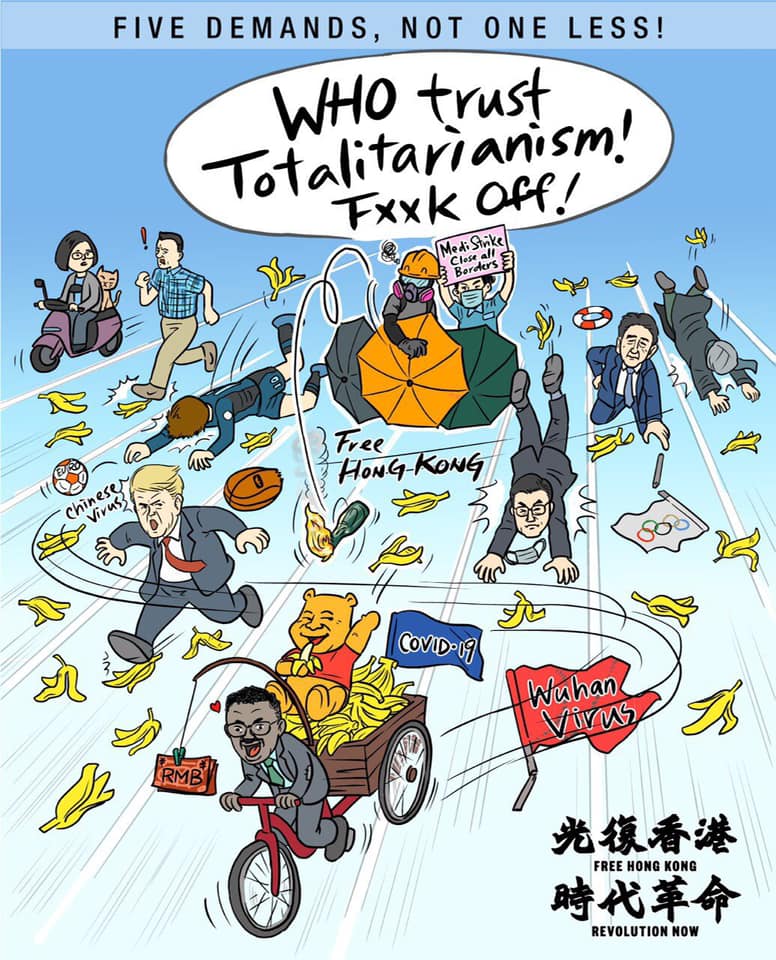 FIVE DEMANDS, NOT ONE LESS!
WHO trust
Totalitarianism!
Fxxk Off!
!
Medi Strike
Close all
Borders
Free
HONG KONG
EURO
Chinese
Virus
COVID-19
Wuhan
Virus
RMB
光復香港
FREE HONG KONG
時代革命
REVOLUTION NOW